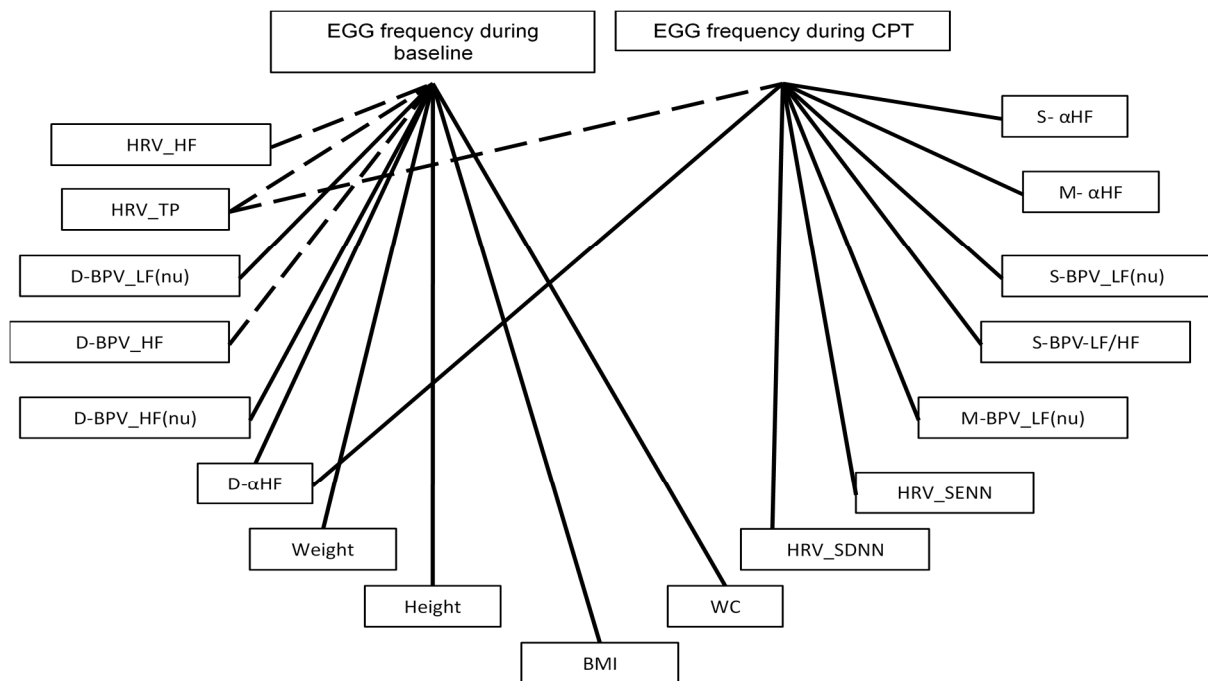 EGG frequency during
baseline
EGG frequency during CPT
HRV_HF
HRV_TP
D-BPV_LF(nu)
D-BPV_HF
D-BPV_HF(nu)
D-αHF
Weight
Height
BMI
WC
HRV_SDNN
HRV_SENN
M-BPV_LF(nu)
S-BPV-LF/HF
S-BPV_LF(nu)
M- αHF
S- αHF